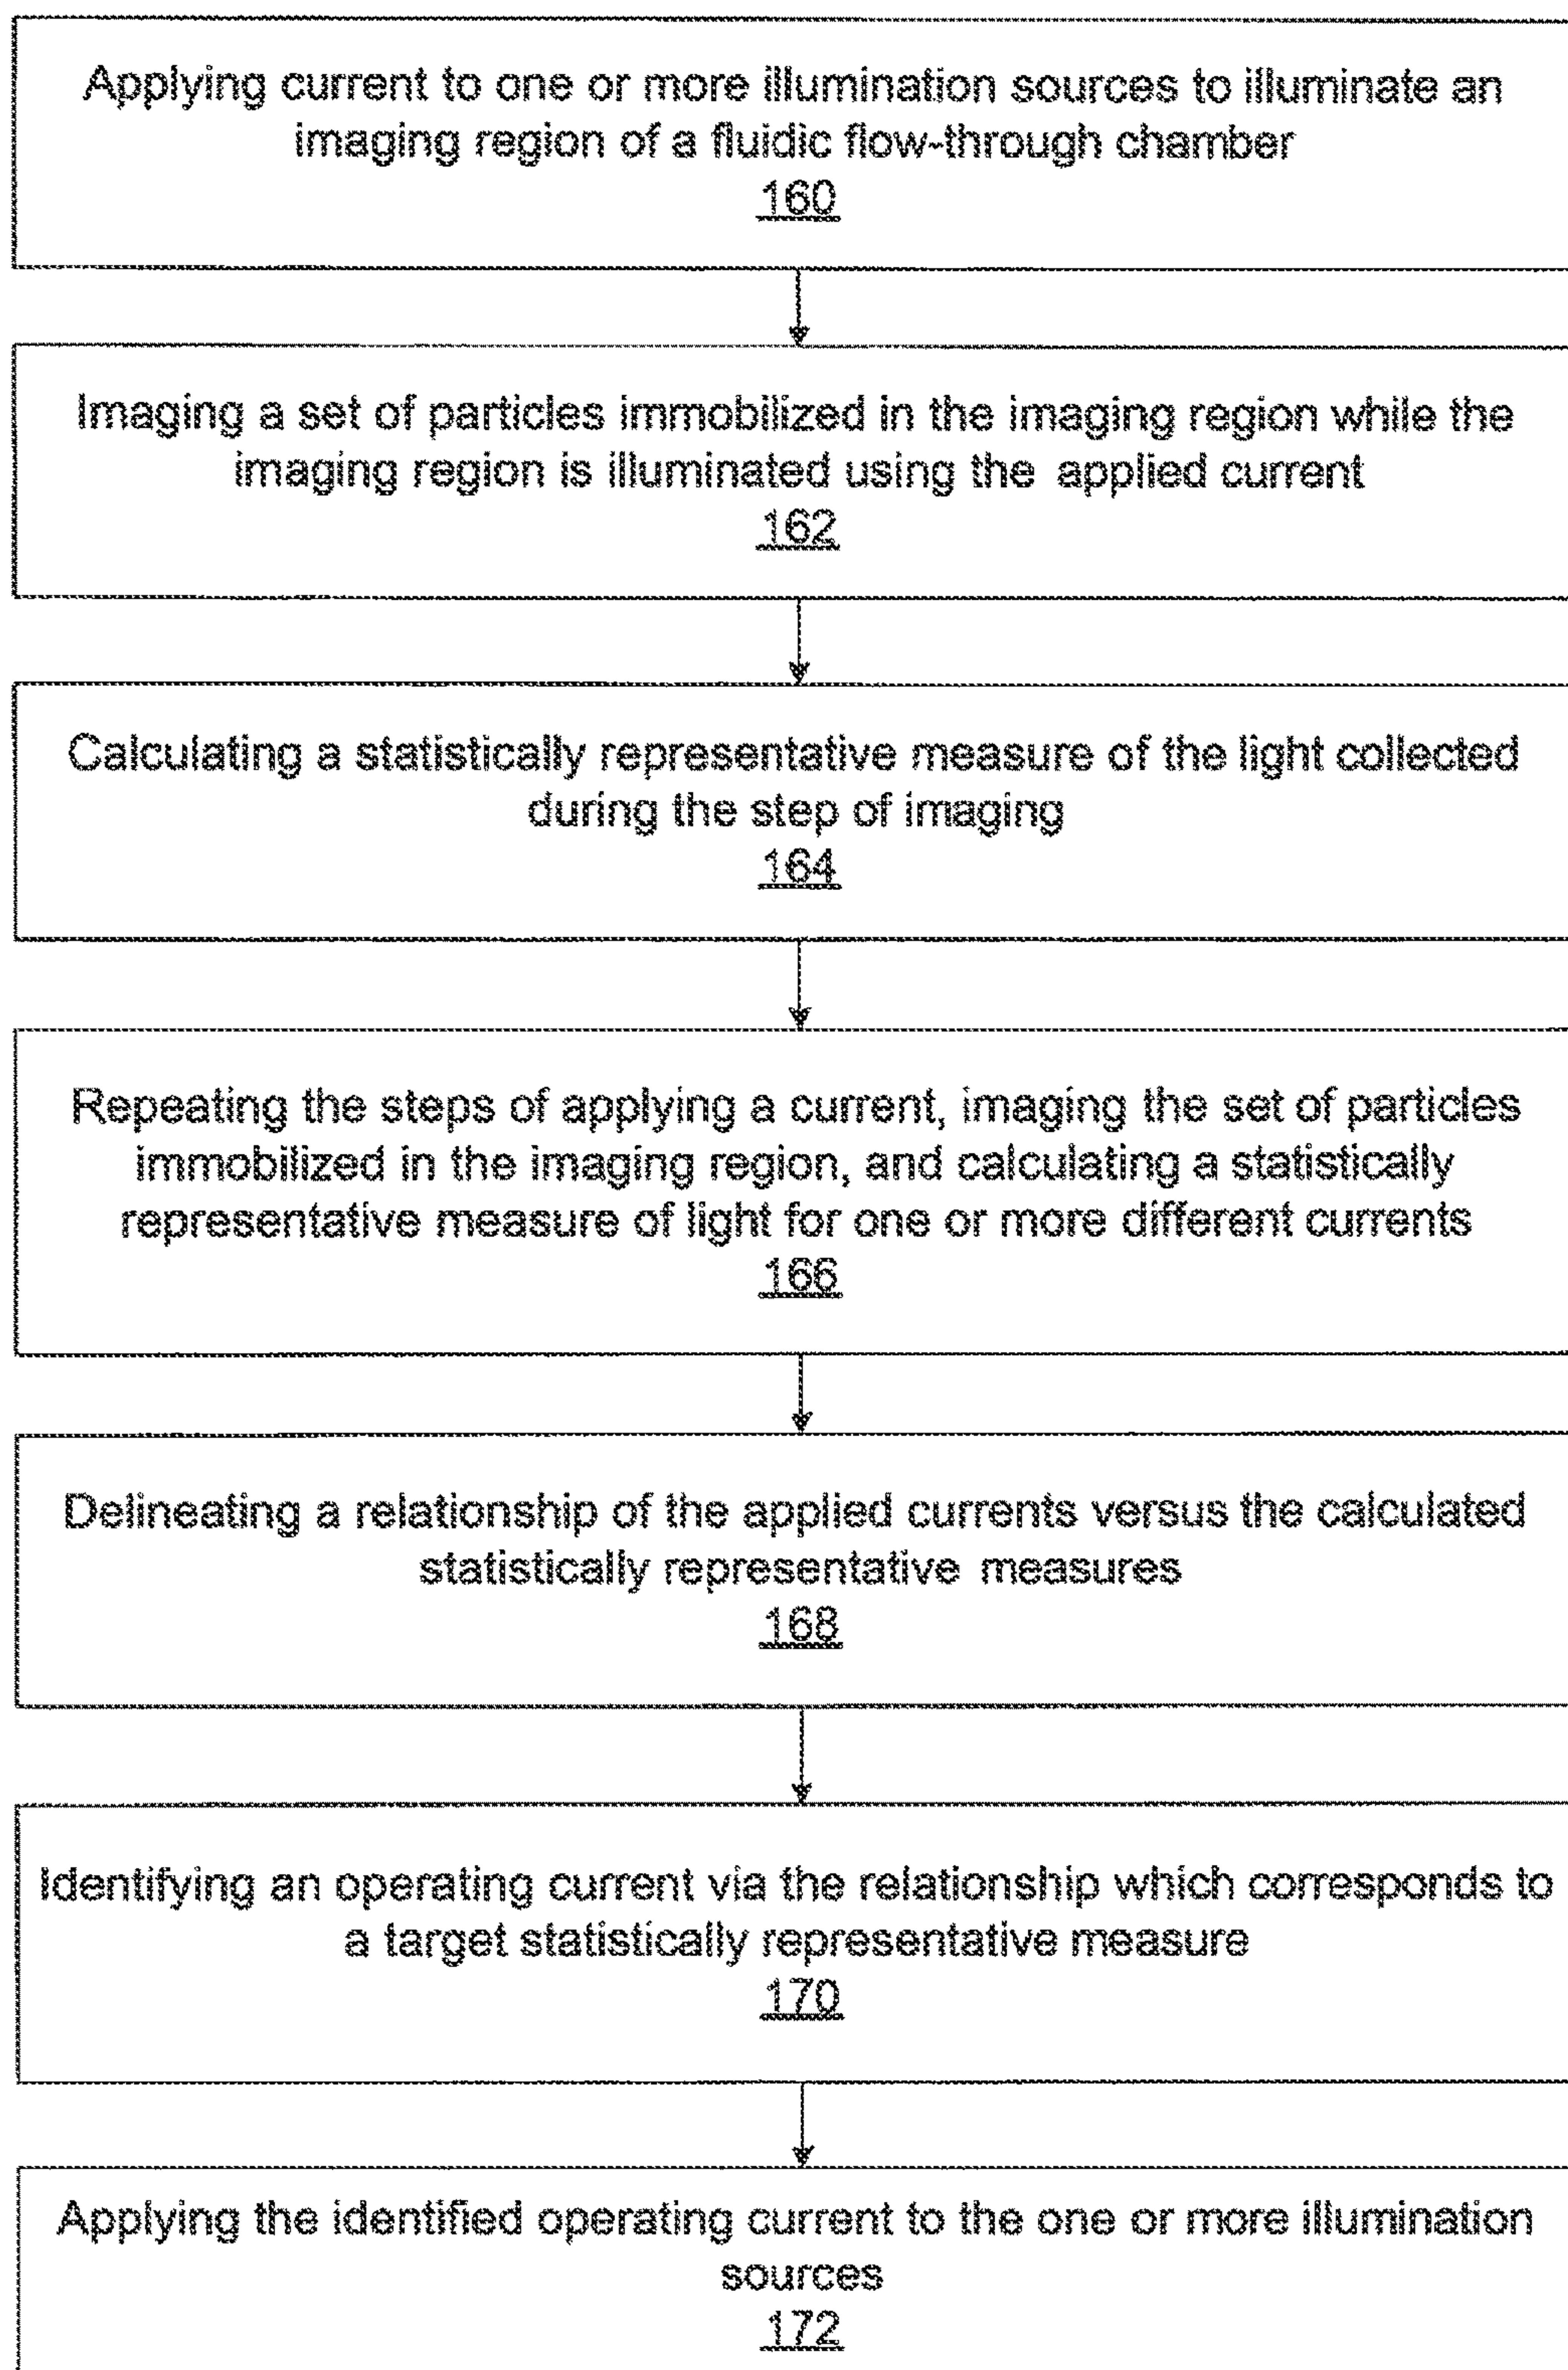 Applying current to one or more illumination sources to illuminate an
imaging region of a fluidic flow-through chamber
160
Imaging a set of particles immobilized in the imaging region while the
imaging region is illuminated using the applied current
162
Calculating a statistically representative measure of the light collected
during the step of imaging
164
Repeating the steps of applying a current, imaging the set of particles
immobilized in the imaging region, and calculating a statistically
representative measure of light for one or more different currents
166
Delineating a relationship of the applied currents versus the calculated
statistically representative measures
168
Identifying an operating current via the relationship which corresponds to
a target statistically representative measure
170
Applying the identified operating current to the one or more illumination
sources
172